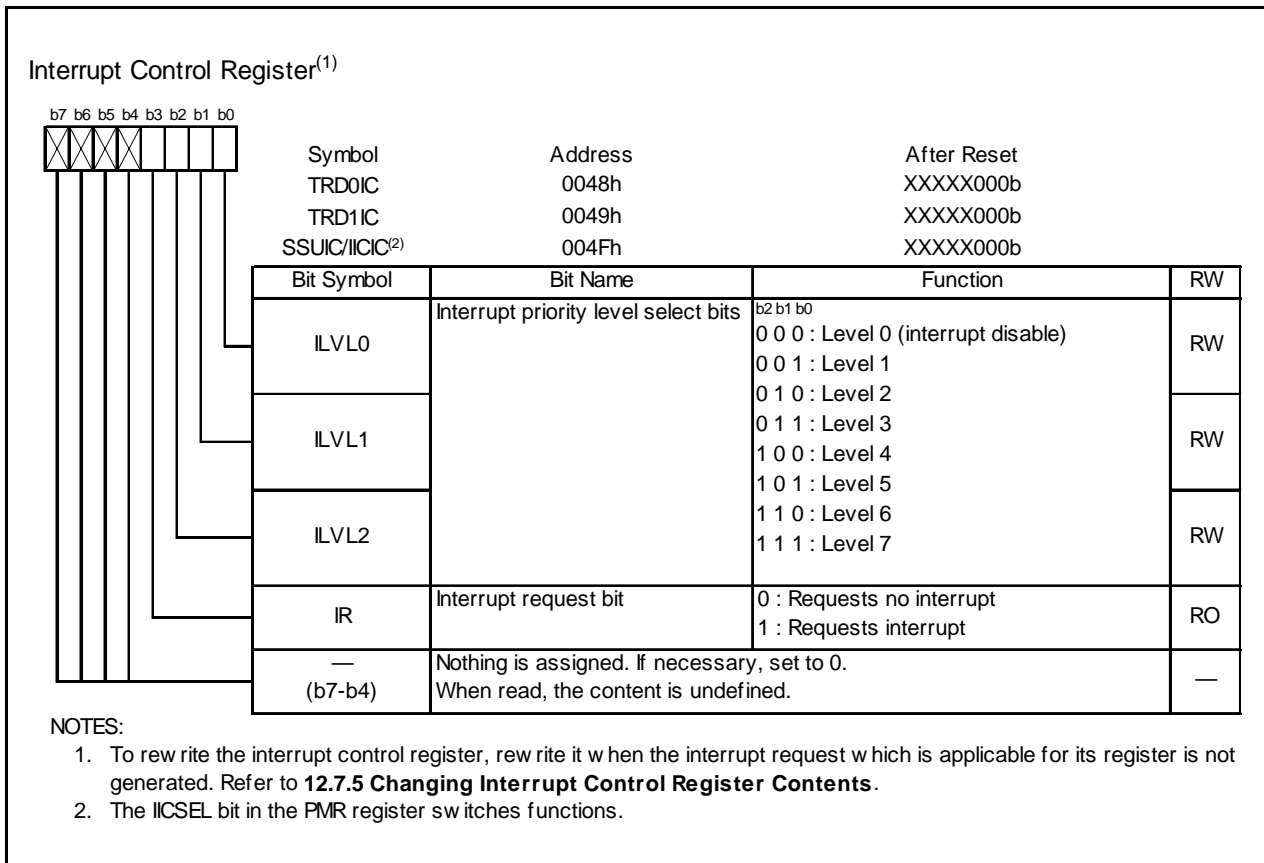 Interrupt Control Register(1)
b7 b6 b5 b4 b3 b2 b1 b0
Symbol Address After Reset
TRD0IC 0048h XXXXX000b
TRD1IC 0049h XXXXX000b
SSUIC/IICIC(2) 004Fh XXXXX000b
Bit Symbol Bit Name Function RW
ILVL0 Interrupt priority level select bits b2 b1 b0
0 0 0 : Level 0 (interrupt disable) RW
0 0 1 : Level 1
0 1 0 : Level 2
ILVL1 0 1 1 : Level 3 RW
1 0 0 : Level 4
1 0 1 : Level 5
ILVL2 1 1 0 : Level 6 RW
1 1 1 : Level 7
IR Interrupt request bit 0 : Requests no interrupt RO
1 : Requests interrupt
— Nothing is assigned. If necessary, set to 0. —
(b7-b4) When read, the content is undefined.
NOTES:
1. To rewrite the interrupt control register, rewrite it when the interrupt request which is applicable for its register is not
generated. Refer to 12.7.5 Changing Interrupt Control Register Contents.
2. The IICSEL bit in the PMR register switches functions.